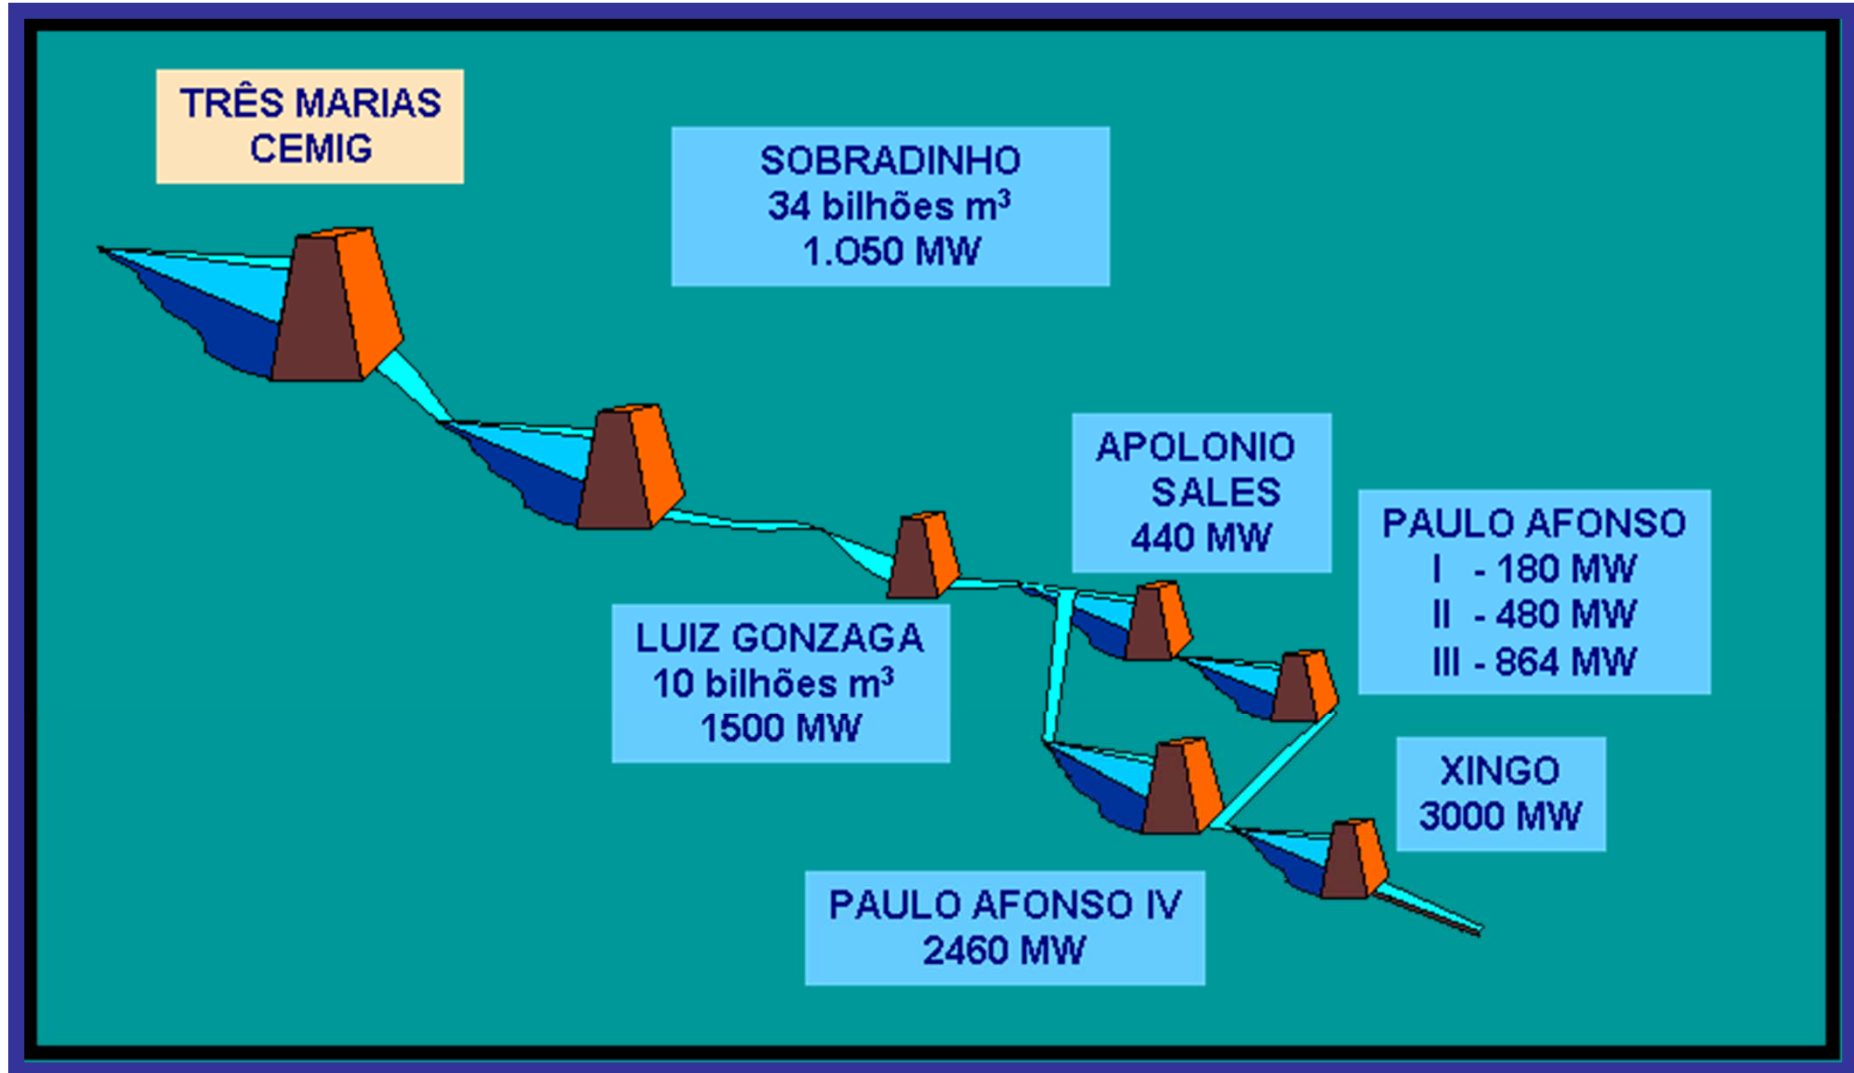 TRÊS MARIAS
CEMIG
SOBRADINHO
34 bilhões m³
1.O50 MW
APOLONIO
SALES
440 MW
PAULO AFONSO
I - 180 MW
II - 480 MW
III - 864 MW
LUIZ GONZAGA
10 bilhões m³
1500 MW
XINGO
3000 MW
PAULO AFONSO IV
2460 MW